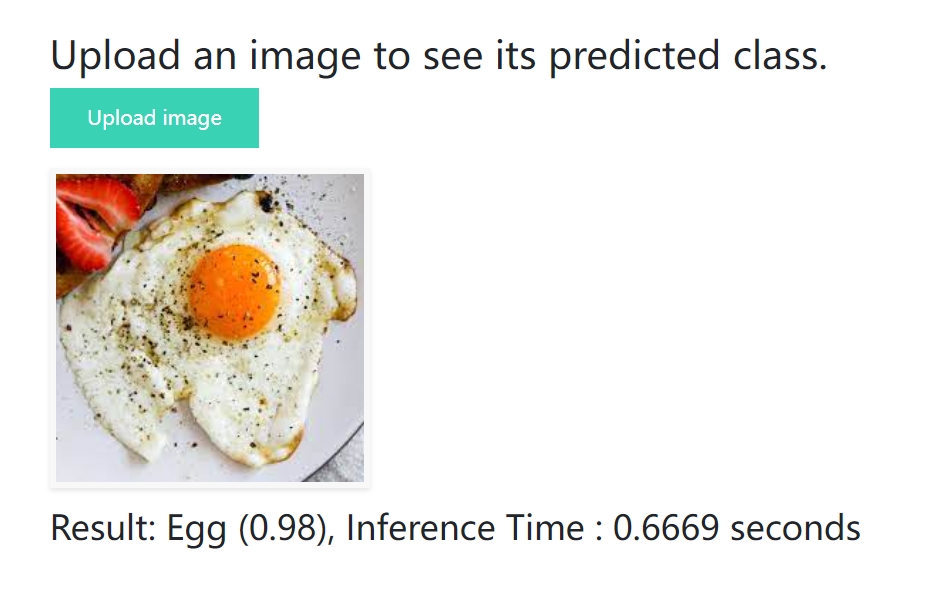 Upload an image to see its predicted class.
Upload image
Result: Egg (0.98), Inference Time : 0.6669 seconds